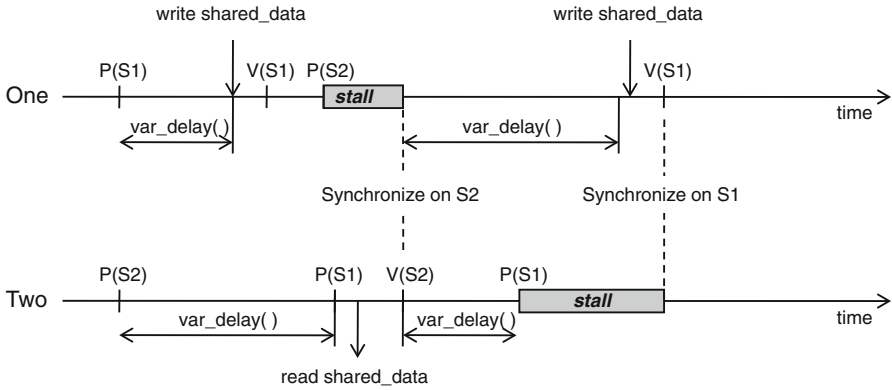 write shared_data write shared_data
P(S1) V(S1) P(S2) V(S1)
One stall
time
var_delay( ) var_delay( )
Synchronize on S2 Synchronize on S1
P(S2) P(S1) V(S2) P(S1)
Two stall
var_delay( ) var_delay( ) time
read shared_data